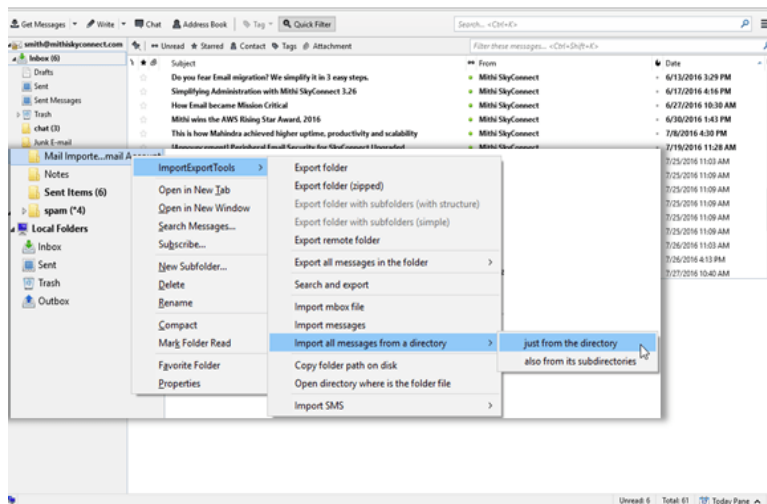 Get Messages Write Chat Address Book Tag Quick Filter Search... <Ctrl+K>
smith@mithiskyconnect.com Unread Starred Contact Tags Attachment Filter these messages... <Ctrl+Shift+K>
Inbox (6) Subject From Date
Drafts Do you fear Email migration? We simplify it in 3 easy steps. Mithi SkyConnect 6/13/2016 3:29 PM
Sent Simplifying Administration with Mithi SkyConnect 3.26 Mithi SkyConnect 6/17/2016 4:16 PM
Sent Messages How Email became Mission Critical Mithi SkyConnect 6/27/2016 10:30 AM
Trash Mithi wins the AWS Rising Star Award, 2016 Mithi SkyConnect 6/30/2016 1:43 PM
chat (3) This is how Mahindra achieved higher uptime, productivity and scalability Mithi SkyConnect 7/8/2016 4:30 PM
Junk E-mail [Announcement] Peripheral Email Security for SkyConnect Upgraded Mithi SkyConnect 7/19/2016 11:28 AM
Mail Importe...mail Account
Notes
Sent Items (6)
spam (*4)
Local Folders
Inbox
Sent
Trash
Outbox
ImportExportTools
Open in New Tab
Open in New Window
Search Messages...
Subscribe...
New Subfolder...
Delete
Rename
Compact
Mark Folder Read
Favorite Folder
Properties
Export folder
Export folder (zipped)
Export folder with subfolders (with structure)
Export folder with subfolders (simple)
Export remote folder
Export all messages in the folder
Search and export
Import mbox file
Import messages
Import all messages from a directory
Copy folder path on disk
Open directory where is the folder file
Import SMS
just from the directory
also from its subdirectories
7/25/2016 11:03 AM
7/25/2016 11:09 AM
7/25/2016 11:09 AM
7/25/2016 11:09 AM
7/25/2016 11:09 AM
7/25/2016 11:09 AM
7/26/2016 11:03 AM
7/26/2016 4:13 PM
7/27/2016 10:40 AM
Unread: 6 Total: 61 Today Pane